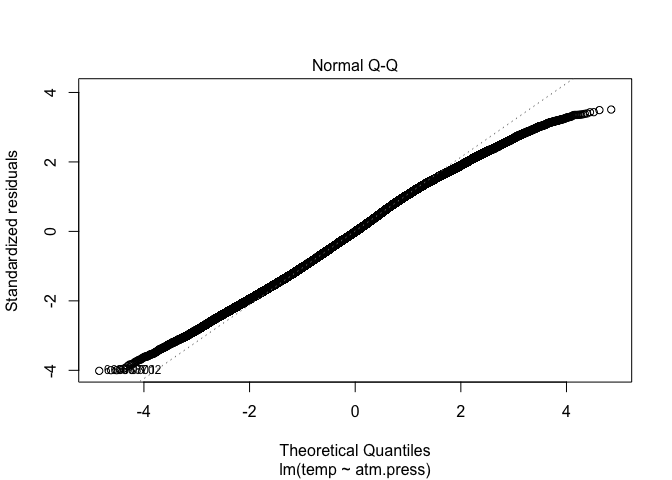 Normal Q-Q
Standardized residuals
4
2
0
-2
-4
-4
-2
0
2
4
Theoretical Quantiles
lm(temp ~ atm.press)